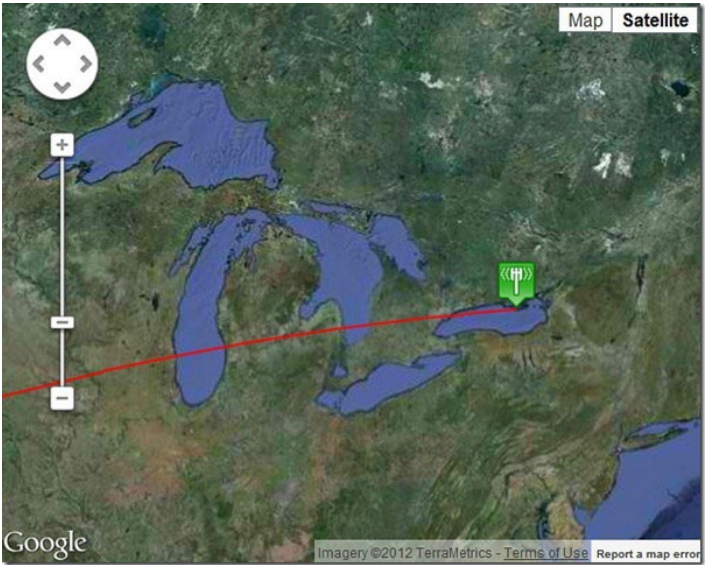 Map Satellite
Google
Imagery ©2012 TerraMetrics - Terms of Use Report a map error